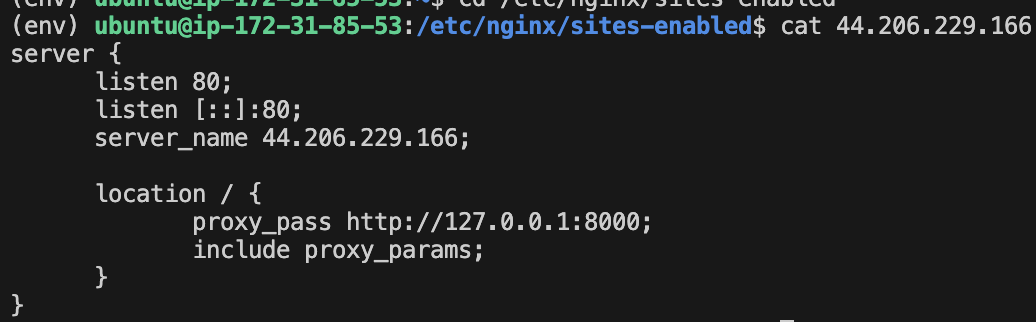 (env) ubuntu@ip-172-31-85-53:~$ cd /etc/nginx/sites-enabled
(env) ubuntu@ip-172-31-85-53:/etc/nginx/sites-enabled$ cat 44.206.229.166
server {
      listen 80;
      listen [::]:80;
      server_name 44.206.229.166;

      location / {
            proxy_pass http://127.0.0.1:8000;
            include proxy_params;
      }
}